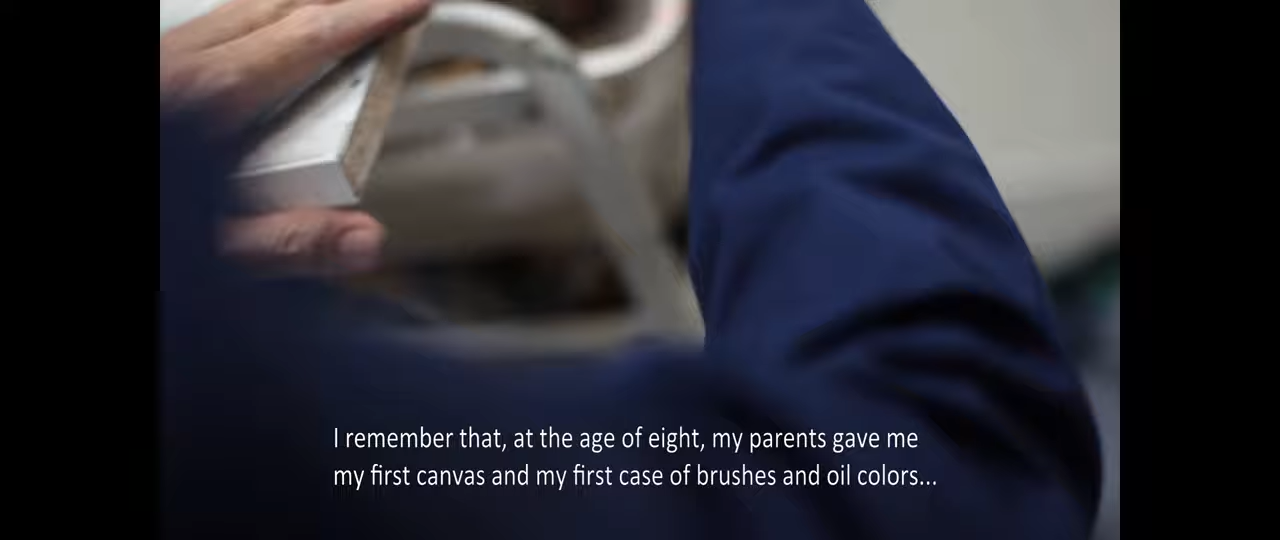 I remember that, at the age of eight, my parents gave me
my first canvas and my first case of brushes and oil colors...